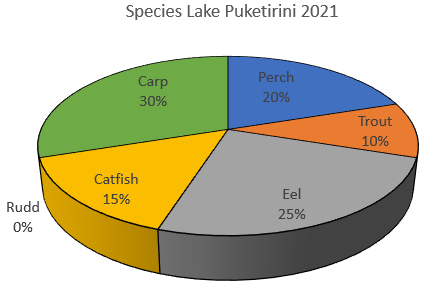 Species Lake Puketirini 2021
Perch
20%
Trout
10%
Eel
25%
Catfish
15%
Rudd
0%
Carp
30%